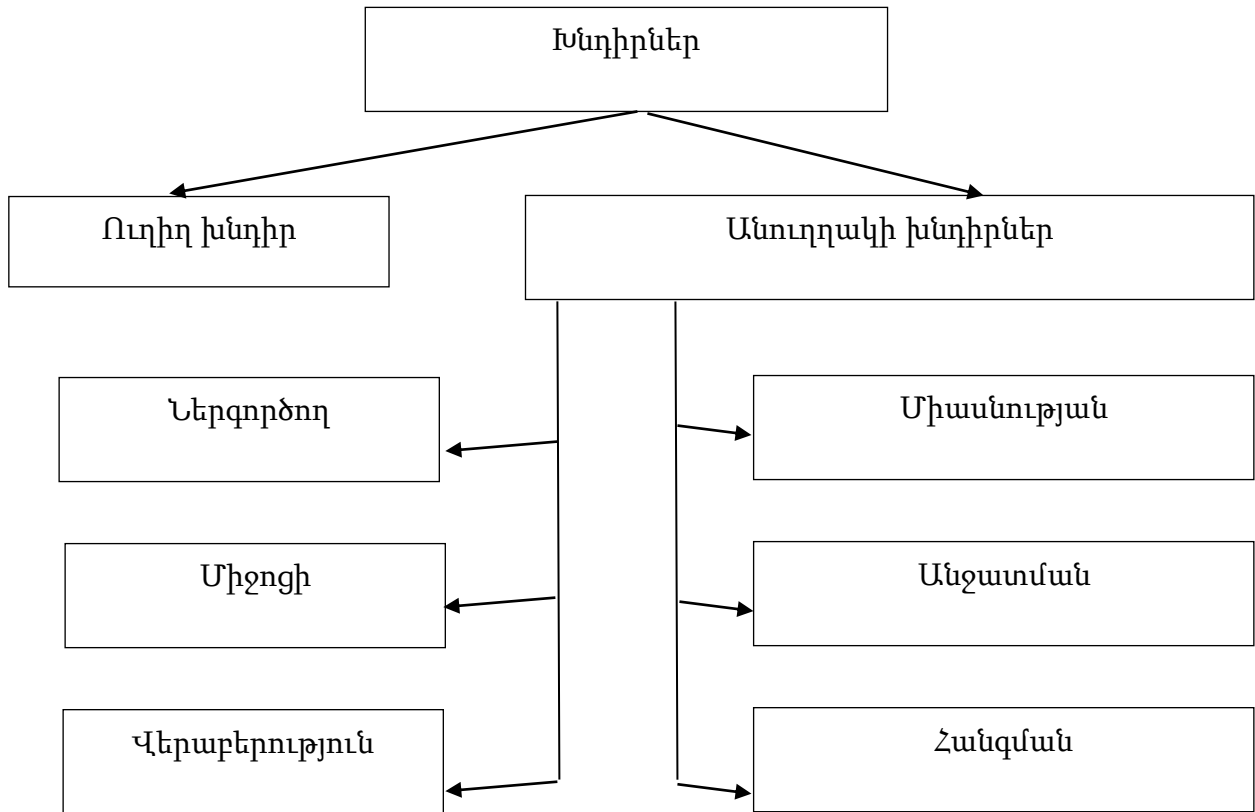 Խնդիրներ
Ուղիղ խնդիր
Անուղղակի խնդիրներ
Ներգործող
Միասնության
Միջոցի
Անջատման
Վերաբերություն
Հանգման